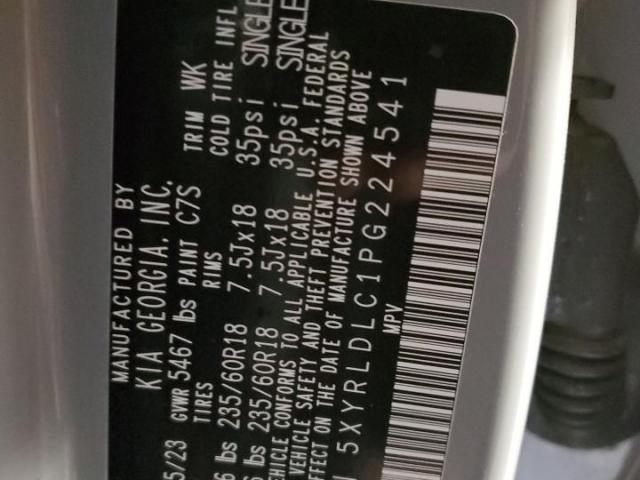 MANUFACTURED BY
KIA GEORGIA, INC.
5/23 GVWR 5467 lbs PAINT C7S TRIM WK
TIRES RIMS COLD TIRE INFL
lbs 235/60R18 7.5Jx18 35psi SINGLE
lbs 235/60R18 7.5Jx18 35psi SINGLE
VEHICLE CONFORMS TO ALL APPLICABLE U.S.A. FEDERAL
VEHICLE SAFETY AND THEFT PREVENTION STANDARDS
EFFECT ON THE DATE OF MANUFACTURE SHOWN ABOVE
5XYRLDLC1PG224541
MPV